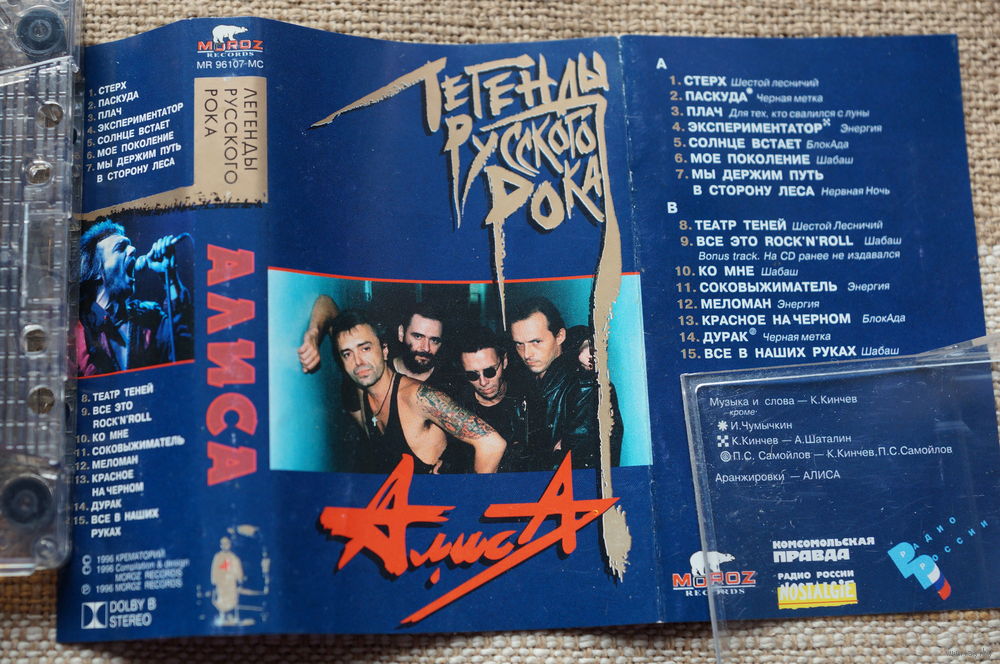 MOROZ
RECORDS
MR 96107-MC
ЛЕГЕНДЫ
РУССКОГО
РОКА
1. СТЕРХ
2. ПАСКУДА
3. ПЛАЧ
4. ЭКСПЕРИМЕНТАТОР
5. СОЛНЦЕ ВСТАЕТ
6. МОЕ ПОКОЛЕНИЕ
7. МЫ ДЕРЖИМ ПУТЬ
В СТОРОНУ ЛЕСА
АЛИСА
8. ТЕАТР ТЕНЕЙ
9. ВСЕ ЭТО
ROCK'N'ROLL
10. КО МНЕ
11. СОКОВЫЖИМАТЕЛЬ
12. МЕЛОМАН
13. КРАСНОЕ
НА ЧЕРНОМ
14. ДУРАК
15. ВСЕ В НАШИХ
РУКАХ
© 1996 КРЕМАТОРИЙ
© 1996 Compilation & design
MOROZ RECORDS
℗ 1996 MOROZ RECORDS
DOLBY B
STEREO
ЛЕГЕНДЫ
РУССКОГО
РОКА
АлисА
A
1. СТЕРХ Шестой лесничий
2. ПАСКУДА* Черная метка
3. ПЛАЧ Для тех, кто свалился с луны
4. ЭКСПЕРИМЕНТАТОР Энергия
5. СОЛНЦЕ ВСТАЕТ БлокАда
6. МОЕ ПОКОЛЕНИЕ Шабаш
7. МЫ ДЕРЖИМ ПУТЬ
В СТОРОНУ ЛЕСА Нервная Ночь
B
8. ТЕАТР ТЕНЕЙ Шестой Лесничий
9. ВСЕ ЭТО ROCK'N'ROLL Шабаш
Bonus track. На CD ранее не издавался
10. КО МНЕ Шабаш
11. СОКОВЫЖИМАТЕЛЬ Энергия
12. МЕЛОМАН Энергия
13. КРАСНОЕ НА ЧЕРНОМ БлокАда
14. ДУРАК Черная метка
15. ВСЕ В НАШИХ РУКАХ Шабаш
Музыка и слова — К.Кинчев
кроме
И.Чумычкин
К.Кинчев — А.Шаталин
П.С. Самойлов — К.Кинчев, П.С.Самойлов
Аранжировки — АЛИСА
MOROZ
RECORDS
КОМСОМОЛЬСКАЯ
ПРАВДА
РАДИО РОССИИ
NOSTALGIE
РАДИО
РОССИИ